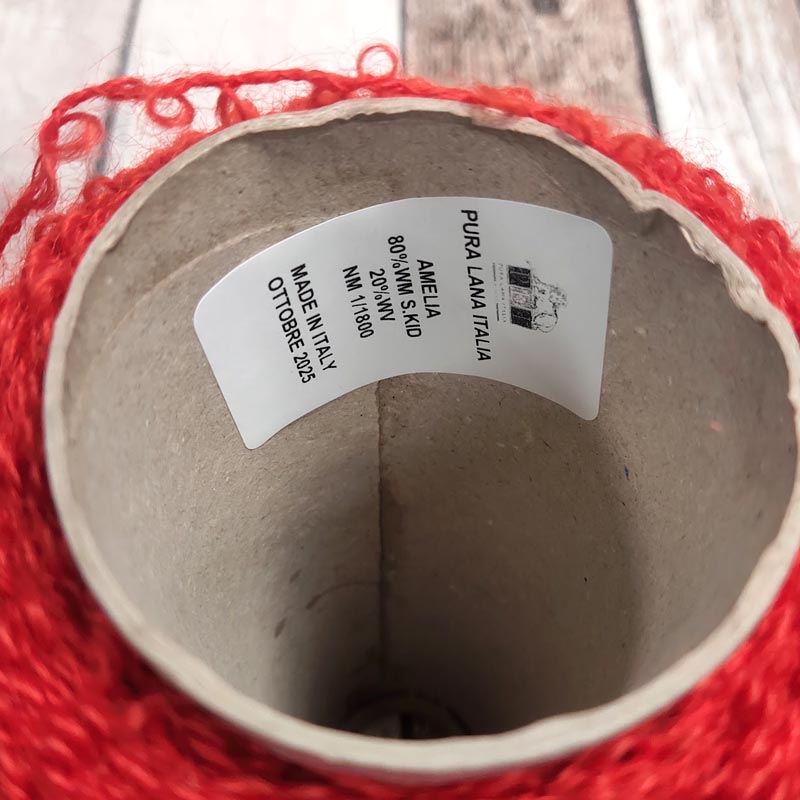 PURA LANA ITALIA
AMELIA
80%WM S.KID
20%WV
NM 1/1800
MADE IN ITALY
OTTOBRE 2025